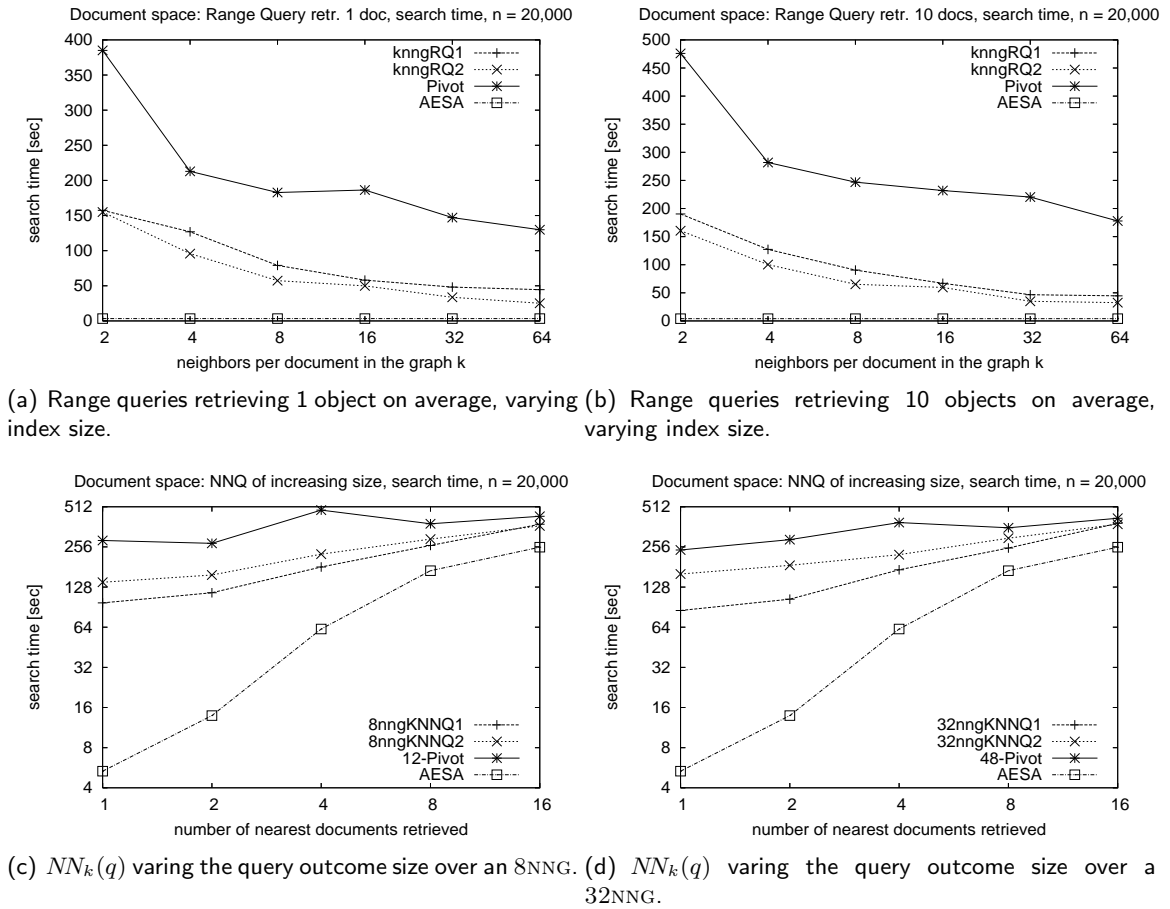 Document space: Range Query retr. 1 doc, search time, n = 20,000
400
350
300
250
200
150
100
50
0
search time [sec]
knngRQ1
knngRQ2
Pivot
AESA
2 4 8 16 32 64
neighbors per document in the graph k
(a) Range queries retrieving 1 object on average, varying
index size.
Document space: Range Query retr. 10 docs, search time, n = 20,000
500
450
400
350
300
250
200
150
100
50
0
search time [sec]
knngRQ1
knngRQ2
Pivot
AESA
2 4 8 16 32 64
neighbors per document in the graph k
(b) Range queries retrieving 10 objects on average,
varying index size.
Document space: NNQ of increasing size, search time, n = 20,000
512
256
128
64
32
16
8
4
search time [sec]
8nngKNNQ1
8nngKNNQ2
12-Pivot
AESA
1 2 4 8 16
number of nearest documents retrieved
(c) NNk(q) varing the query outcome size over an 8NNG.
Document space: NNQ of increasing size, search time, n = 20,000
512
256
128
64
32
16
8
4
search time [sec]
32nngKNNQ1
32nngKNNQ2
48-Pivot
AESA
1 2 4 8 16
number of nearest documents retrieved
(d) NNk(q) varing the query outcome size over a
32NNG.